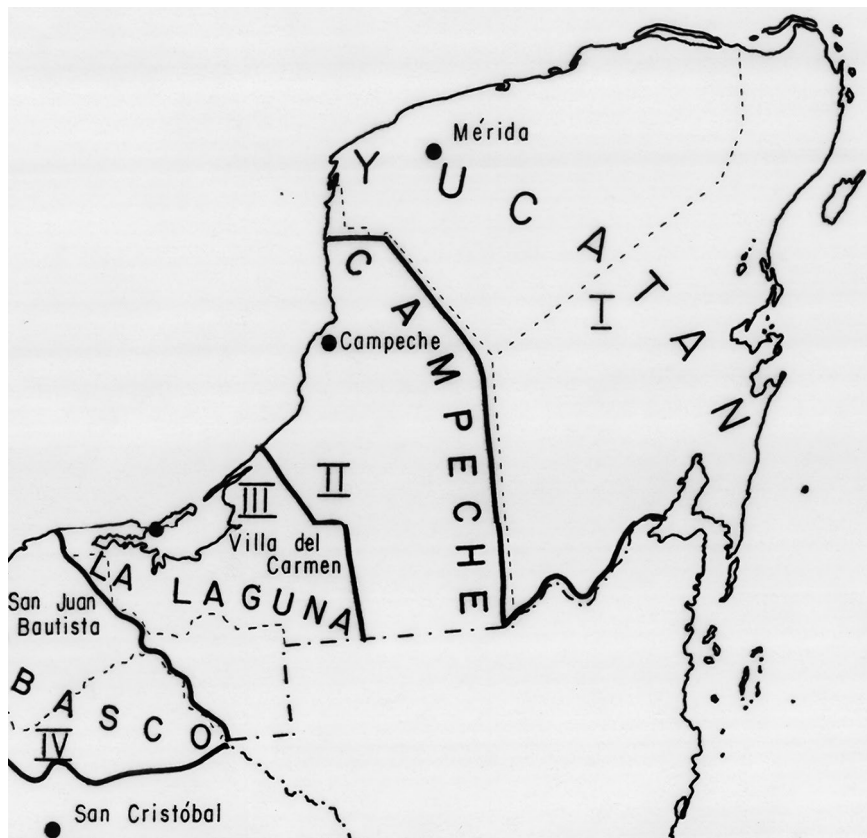 Mérida
YUCATAN
I
CAMPECHE
Campeche
II
III
Villa del
Carmen
LA LAGUNA
San Juan
Bautista
BASCO
IV
San Cristóbal